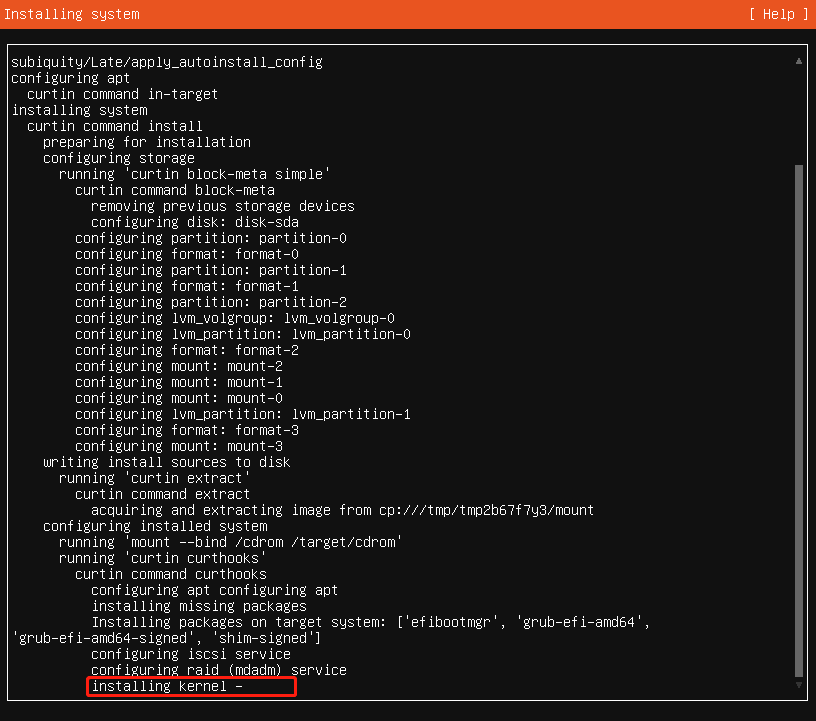 Installing system [ Help ]
subiquity/Late/apply_autoinstall_config
configuring apt
curtin command in-target
installing system
curtin command install
preparing for installation
configuring storage
running 'curtin block-meta simple'
curtin command block-meta
removing previous storage devices
configuring disk: disk-sda
configuring partition: partition-0
configuring format: format-0
configuring partition: partition-1
configuring format: format-1
configuring partition: partition-2
configuring lvm_volgroup: lvm_volgroup-0
configuring lvm_partition: lvm_partition-0
configuring format: format-2
configuring mount: mount-2
configuring mount: mount-1
configuring mount: mount-0
configuring lvm_partition: lvm_partition-1
configuring format: format-3
configuring mount: mount-3
writing install sources to disk
running 'curtin extract'
curtin command extract
acquiring and extracting image from cp:///tmp/tmp2b67f7y3/mount
configuring installed system
running 'mount --bind /cdrom /target/cdrom'
running 'curtin curthooks'
curtin command curthooks
configuring apt configuring apt
installing missing packages
Installing packages on target system: ['efibootmgr', 'grub-efi-amd64',
'grub-efi-amd64-signed', 'shim-signed']
configuring iscsi service
configuring raid (mdadm) service
installing kernel -